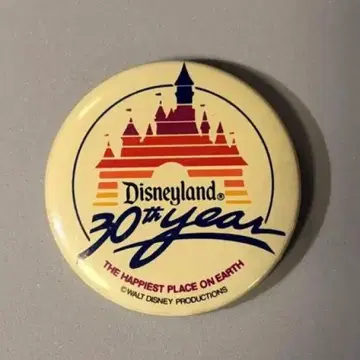 Disneyland®
30th year
THE HAPPIEST PLACE ON EARTH
©WALT DISNEY PRODUCTIONS